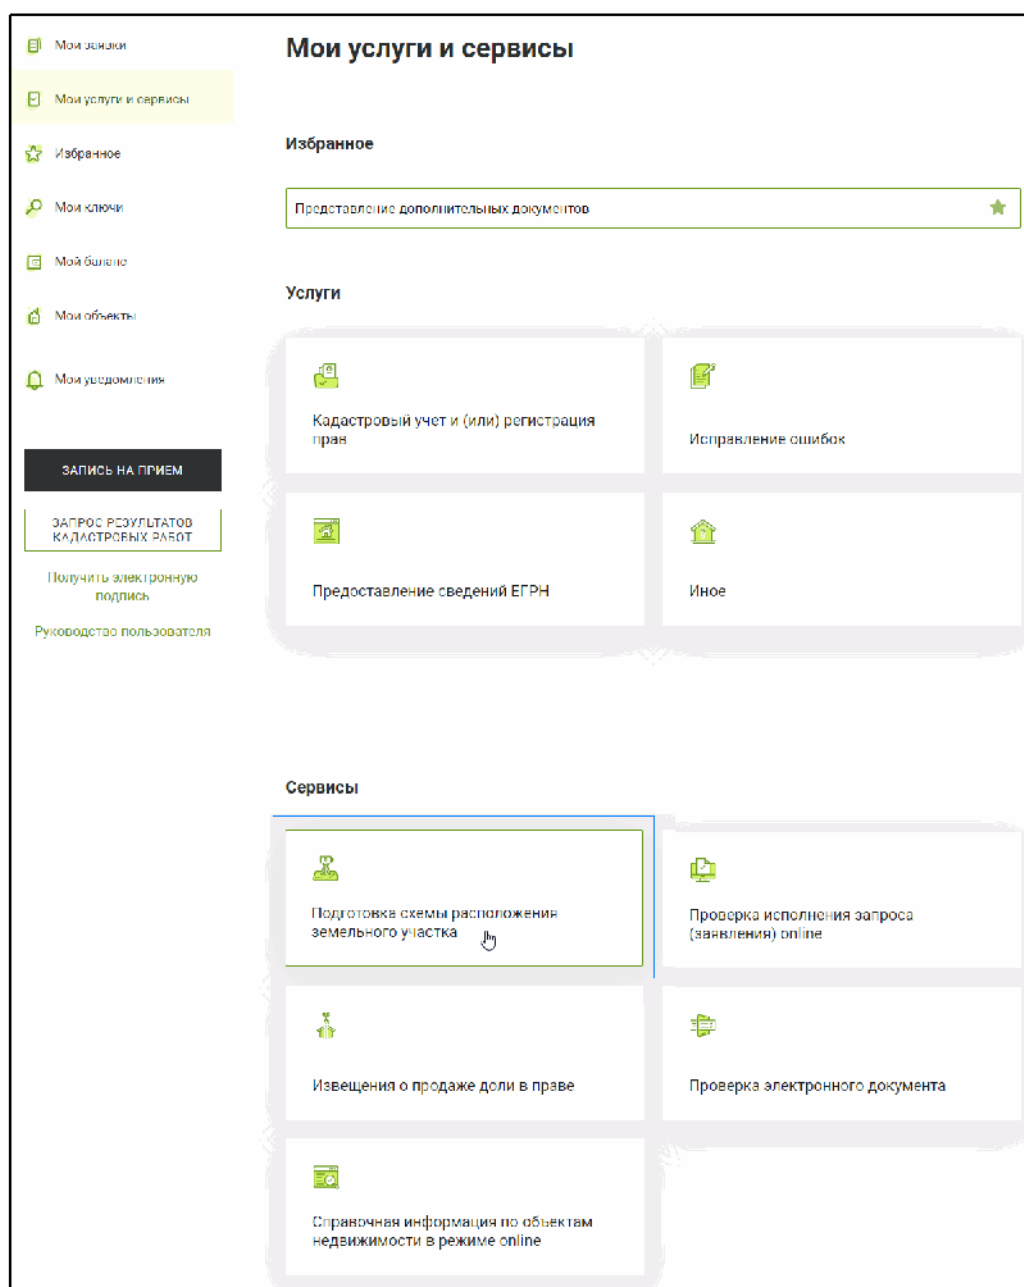 Мои заявки
Мои услуги и сервисы
Избранное
Мои ключи
Мой баланс
Мои объекты
Мои уведомления
ЗАПИСЬ НА ПРИЕМ
ЗАПРОС РЕЗУЛЬТАТОВ
КАДАСТРОВЫХ РАБОТ
Получить электронную
подпись
Руководство пользователя
Мои услуги и сервисы
Избранное
Представление дополнительных документов
Услуги
Кадастровый учет и (или) регистрация
прав
Исправление ошибок
Предоставление сведений ЕГРН
Иное
Сервисы
Подготовка схемы расположения
земельного участка
Проверка исполнения запроса
(заявления) online
Извещения о продаже доли в праве
Проверка электронного документа
Справочная информация по объектам
недвижимости в режиме online